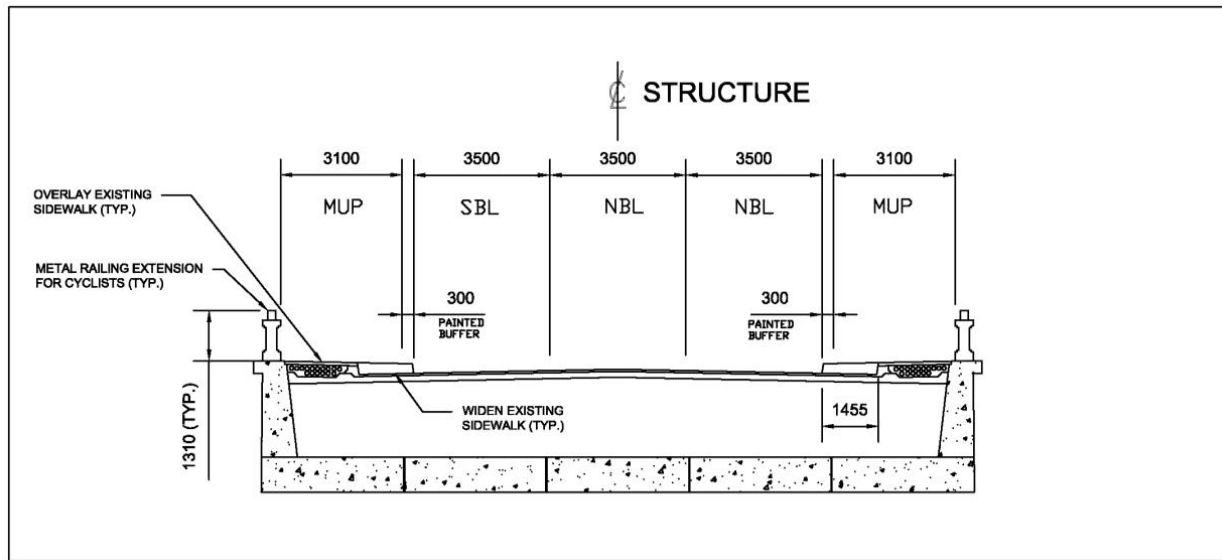 ℄ STRUCTURE
3100
3500
3500
3500
3100
MUP
SBL
NBL
NBL
MUP
OVERLAY EXISTING
SIDEWALK (TYP.)
METAL RAILING EXTENSION
FOR CYCLISTS (TYP.)
300
PAINTED
BUFFER
300
PAINTED
BUFFER
1310 (TYP.)
WIDEN EXISTING
SIDEWALK (TYP.)
1455